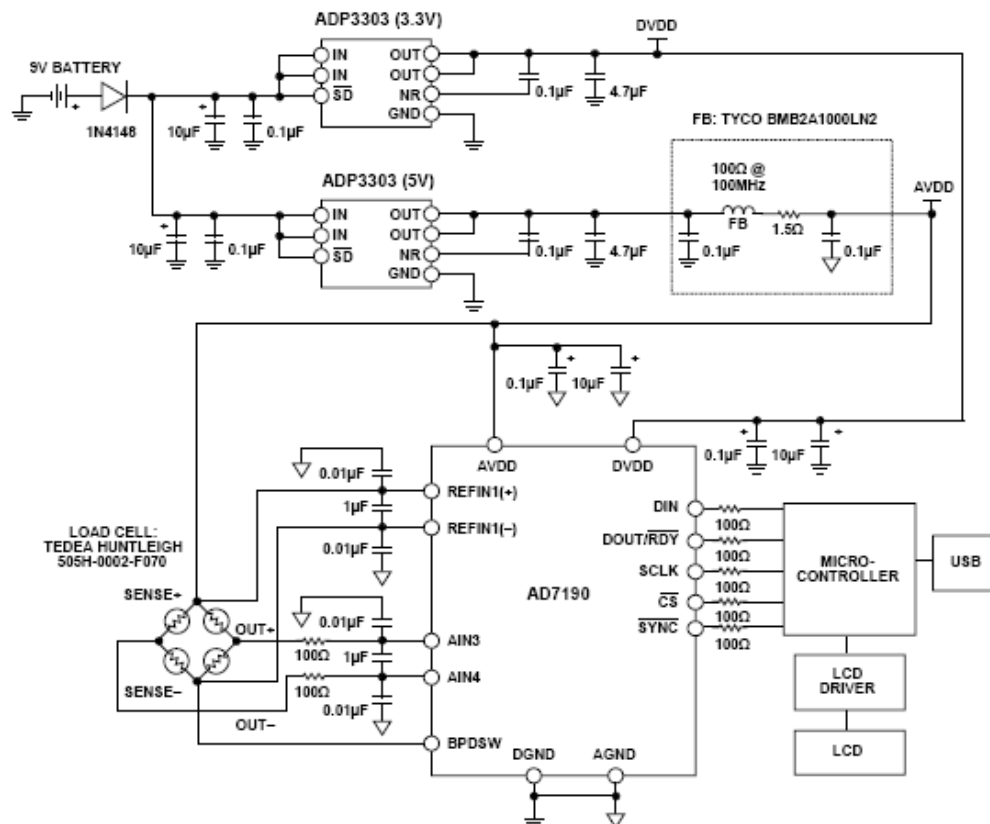 ADP3303 (3.3V)
DVDD
9V BATTERY
+
1N4148
+
10µF
0.1µF
IN
IN
SD
OUT
OUT
NR
GND
0.1µF
4.7µF
FB: TYCO BMB2A1000LN2
ADP3303 (5V)
100Ω @
100MHz
FB
1.5Ω
AVDD
+
10µF
0.1µF
IN
IN
SD
OUT
OUT
NR
GND
0.1µF
4.7µF
0.1µF
0.1µF
0.1µF
+
10µF
+
0.1µF
+
10µF
+
AVDD
DVDD
0.01µF
REFIN1(+)
1µF
REFIN1(–)
0.01µF
LOAD CELL:
TEDEA HUNTLEIGH
505H-0002-F070
SENSE+
OUT+
SENSE–
OUT–
0.01µF
100Ω
AIN3
1µF
100Ω
AIN4
0.01µF
BPDSW
AD7190
DGND
AGND
DIN
100Ω
DOUT/RDY
100Ω
SCLK
100Ω
CS
100Ω
SYNC
100Ω
MICRO-
CONTROLLER
USB
LCD
DRIVER
LCD